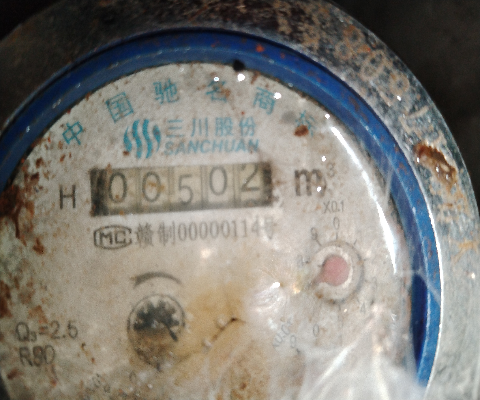 中国驰名商标
三川股份
SANCHUAN
H 00502 m³
X0.1
MC 赣制00000114号
Q₃=2.5
R80